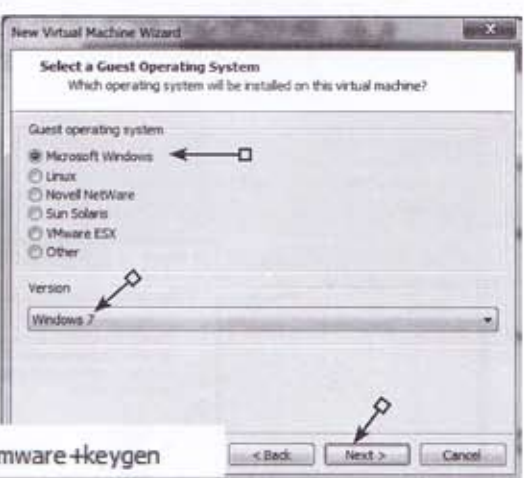 New Virtual Machine Wizard
Select a Guest Operating System
Which operating system will be installed on this virtual machine?
Guest operating system
Microsoft Windows
Linux
Novell NetWare
Sun Solaris
VMware ESX
Other
Version
Windows 7
mware+keygen
< Back
Next >
Cancel